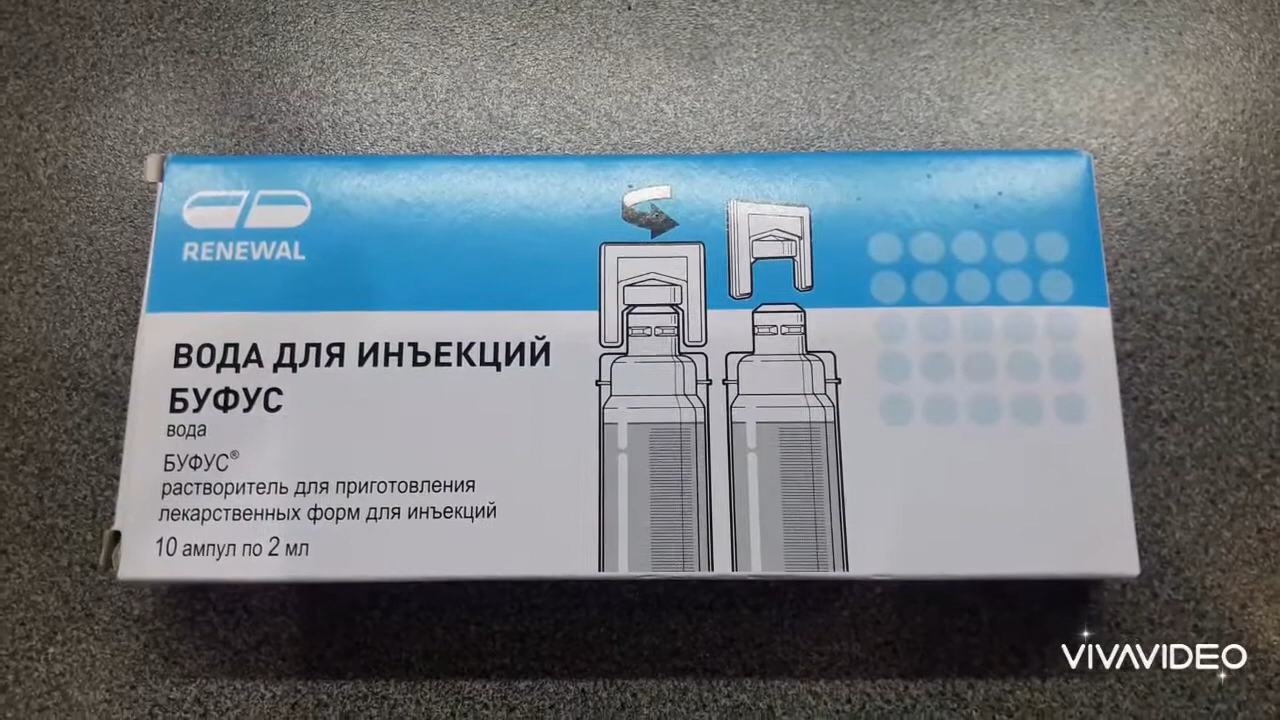 RENEWAL
ВОДА ДЛЯ ИНЪЕКЦИЙ
БУФУС
вода
БУФУС®
растворитель для приготовления
лекарственных форм для инъекций
10 ампул по 2 мл
VIVAVIDEO